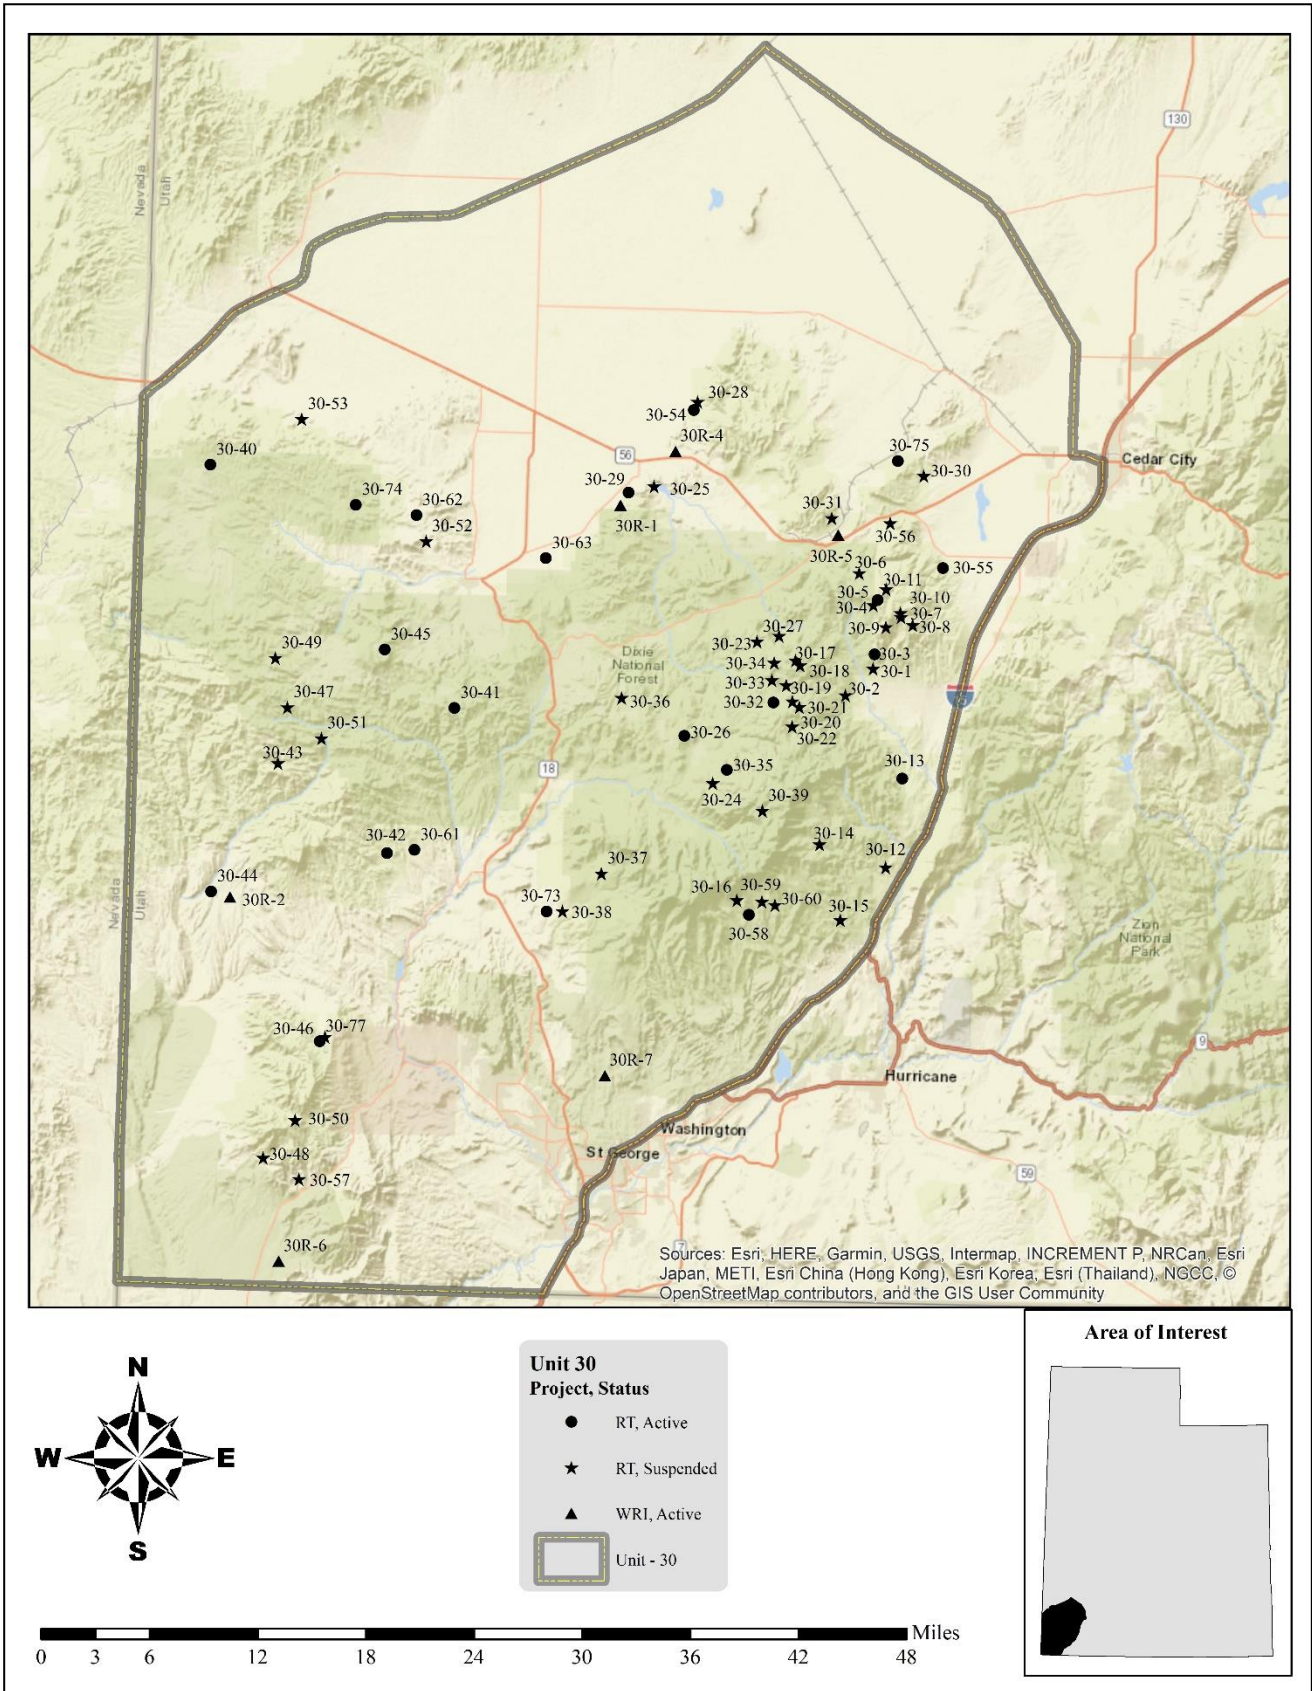 130
Nevada
Utah
30-53
30-28
30-54
30R-4
30-40
56
30-75
Cedar City
30-74
30-62
30-29
30-25
30-30
30-52
30R-1
30-31
30-56
30-63
30R-5
30-6
30-55
30-11
30-5
30-10
30-4
30-7
30-27
30-9
30-8
30-49
30-45
30-23
30-17
30-3
Dixie
National
Forest
30-34
30-18
30-1
30-33
30-19
30-2
30-47
30-41
30-36
30-32
30-21
30-20
30-51
30-26
30-22
30-43
18
30-35
30-13
30-24
30-39
30-42
30-61
30-14
30-37
30-12
30-44
30R-2
Nevada
Utah
30-73
30-38
30-16
30-59
30-60
30-15
30-58
Zion
National
Park
30-46
30-77
9
30R-7
Hurricane
30-50
Washington
St George
30-48
30-57
59
7
30R-6
Sources: Esri, HERE, Garmin, USGS, Intermap, INCREMENT P, NRCan, Esri
Japan, METI, Esri China (Hong Kong), Esri Korea, Esri (Thailand), NGCC, ©
OpenStreetMap contributors, and the GIS User Community
N
W
E
S
Unit 30
Project, Status
RT, Active
RT, Suspended
WRI, Active
Unit - 30
Area of Interest
0 3 6 12 18 24 30 36 42 48 Miles